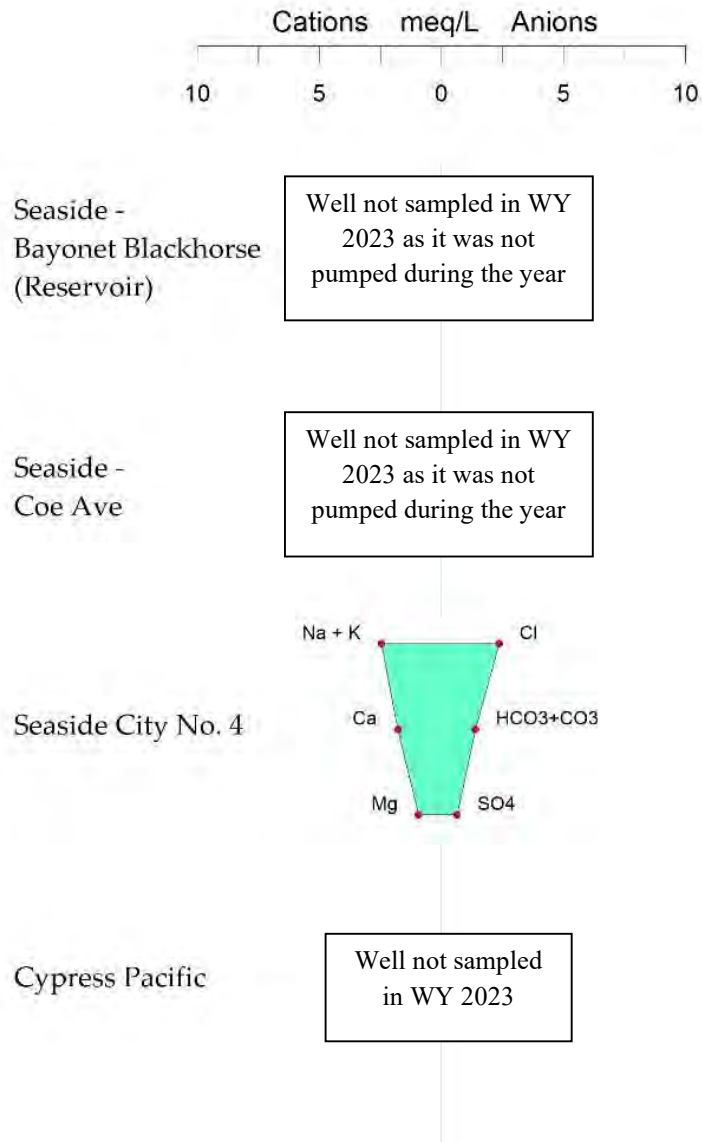 Cations meq/L Anions
10 5 0 5 10
Seaside -
Bayonet Blackhorse
(Reservoir)
Well not sampled in WY
2023 as it was not
pumped during the year
Seaside -
Coe Ave
Well not sampled in WY
2023 as it was not
pumped during the year
Seaside City No. 4
Na + K Cl
Ca HCO3+CO3
Mg SO4
Cypress Pacific
Well not sampled
in WY 2023